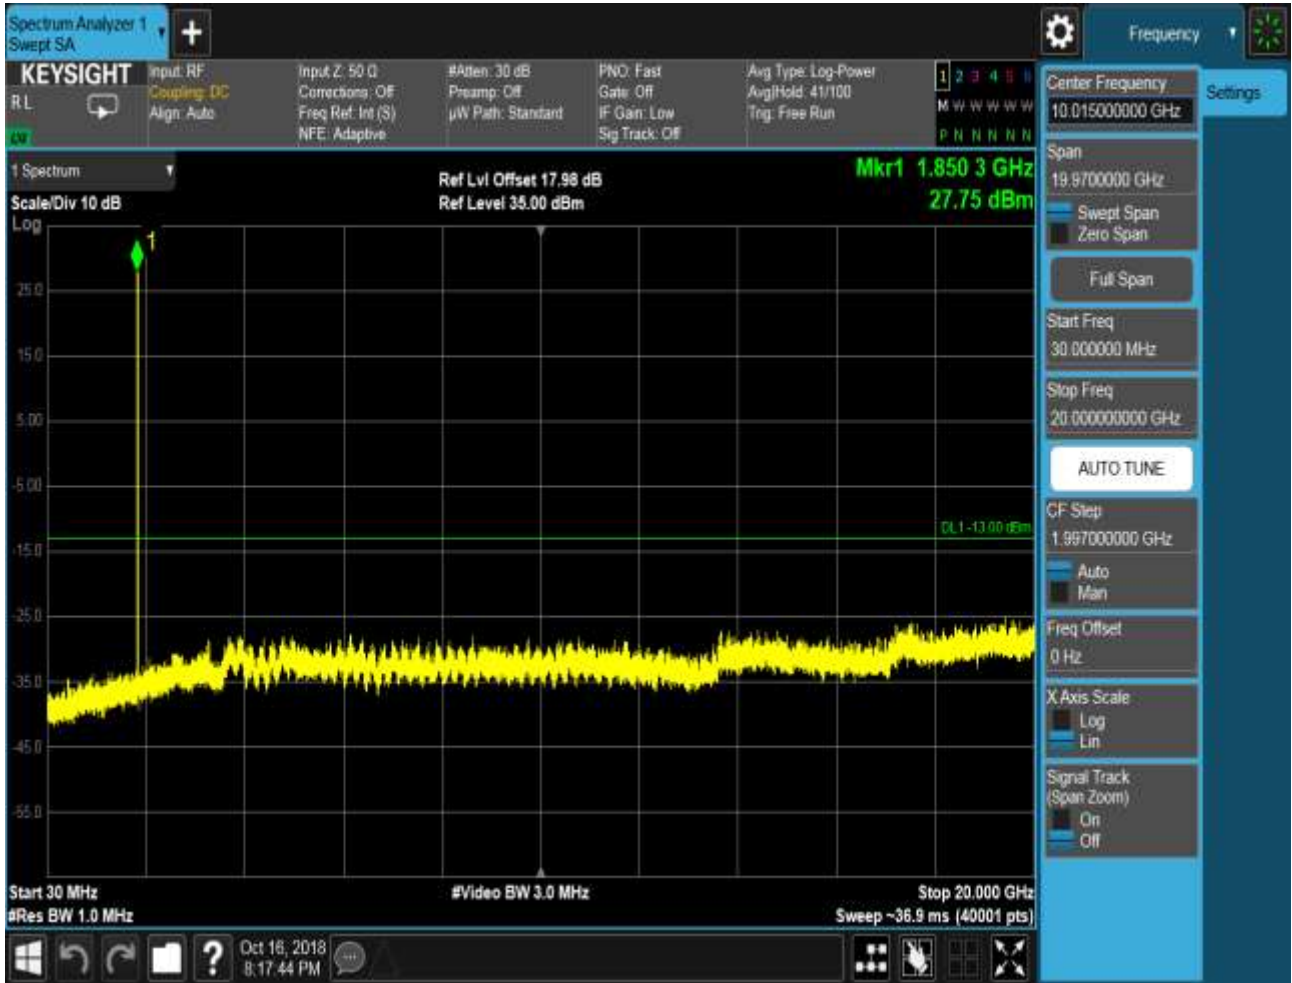 Spectrum Analyzer 1
Swept SA
+
Frequency
KEYSIGHT
RL
Input: RF
Coupling: DC
Align: Auto
Input Z: 50 Ω
Corrections: Off
Freq Ref: Int (S)
NFE: Adaptive
#Atten: 30 dB
Preamp: Off
µW Path: Standard
PNO: Fast
Gate: Off
IF Gain: Low
Sig Track: Off
Avg Type: Log-Power
Avg|Hold: 41/100
Trig: Free Run
1 2 3 4 5 6
M W W W W W
P N N N N N
1 Spectrum
Scale/Div 10 dB
Log
Ref Lvl Offset 17.98 dB
Ref Level 35.00 dBm
Mkr1 1.850 3 GHz
27.75 dBm
1
25.0
15.0
5.00
-5.00
-15.0
-25.0
-35.0
-45.0
-55.0
DL1 -13.00 dBm
Start 30 MHz
#Res BW 1.0 MHz
#Video BW 3.0 MHz
Stop 20.000 GHz
Sweep ~36.9 ms (40001 pts)
Center Frequency
10.015000000 GHz
Settings
Span
19.9700000 GHz
Swept Span
Zero Span
Full Span
Start Freq
30.000000 MHz
Stop Freq
20.000000000 GHz
AUTO TUNE
CF Step
1.997000000 GHz
Auto
Man
Freq Offset
0 Hz
X Axis Scale
Log
Lin
Signal Track
(Span Zoom)
On
Off
?
Oct 16, 2018
8:17:44 PM